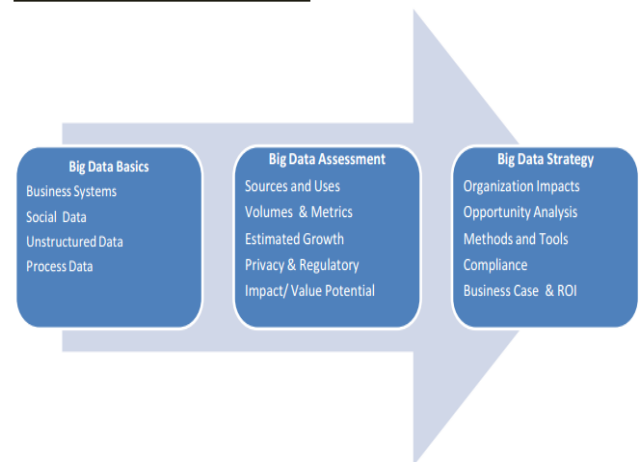 Big Data Basics
Business Systems
Social Data
Unstructured Data
Process Data
Big Data Assessment
Sources and Uses
Volumes & Metrics
Estimated Growth
Privacy & Regulatory
Impact/ Value Potential
Big Data Strategy
Organization Impacts
Opportunity Analysis
Methods and Tools
Compliance
Business Case & ROI